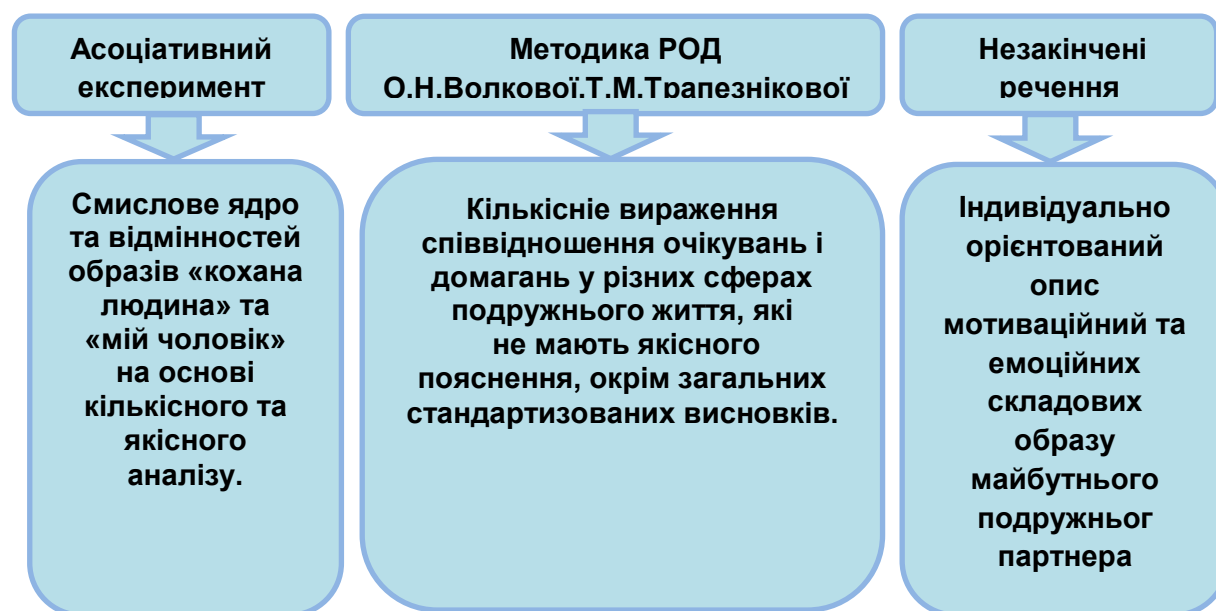 Асоціативний
експеримент
Методика РОД
О.Н.Волкової.Т.М.Трапезнікової
Незакінчені
речення
Смислове ядро
та відмінностей
образів «кохана
людина» та
«мій чоловік»
на основі
кількісного та
якісного
аналізу.
Кількісніе вираження
співвідношення очікувань і
домагань у різних сферах
подружнього життя, які
не мають якісного
пояснення, окрім загальних
стандартизованих висновків.
Індивідуально
орієнтований
опис
мотиваційний та
емоційних
складових
образу
майбутнього
подружньог
партнера